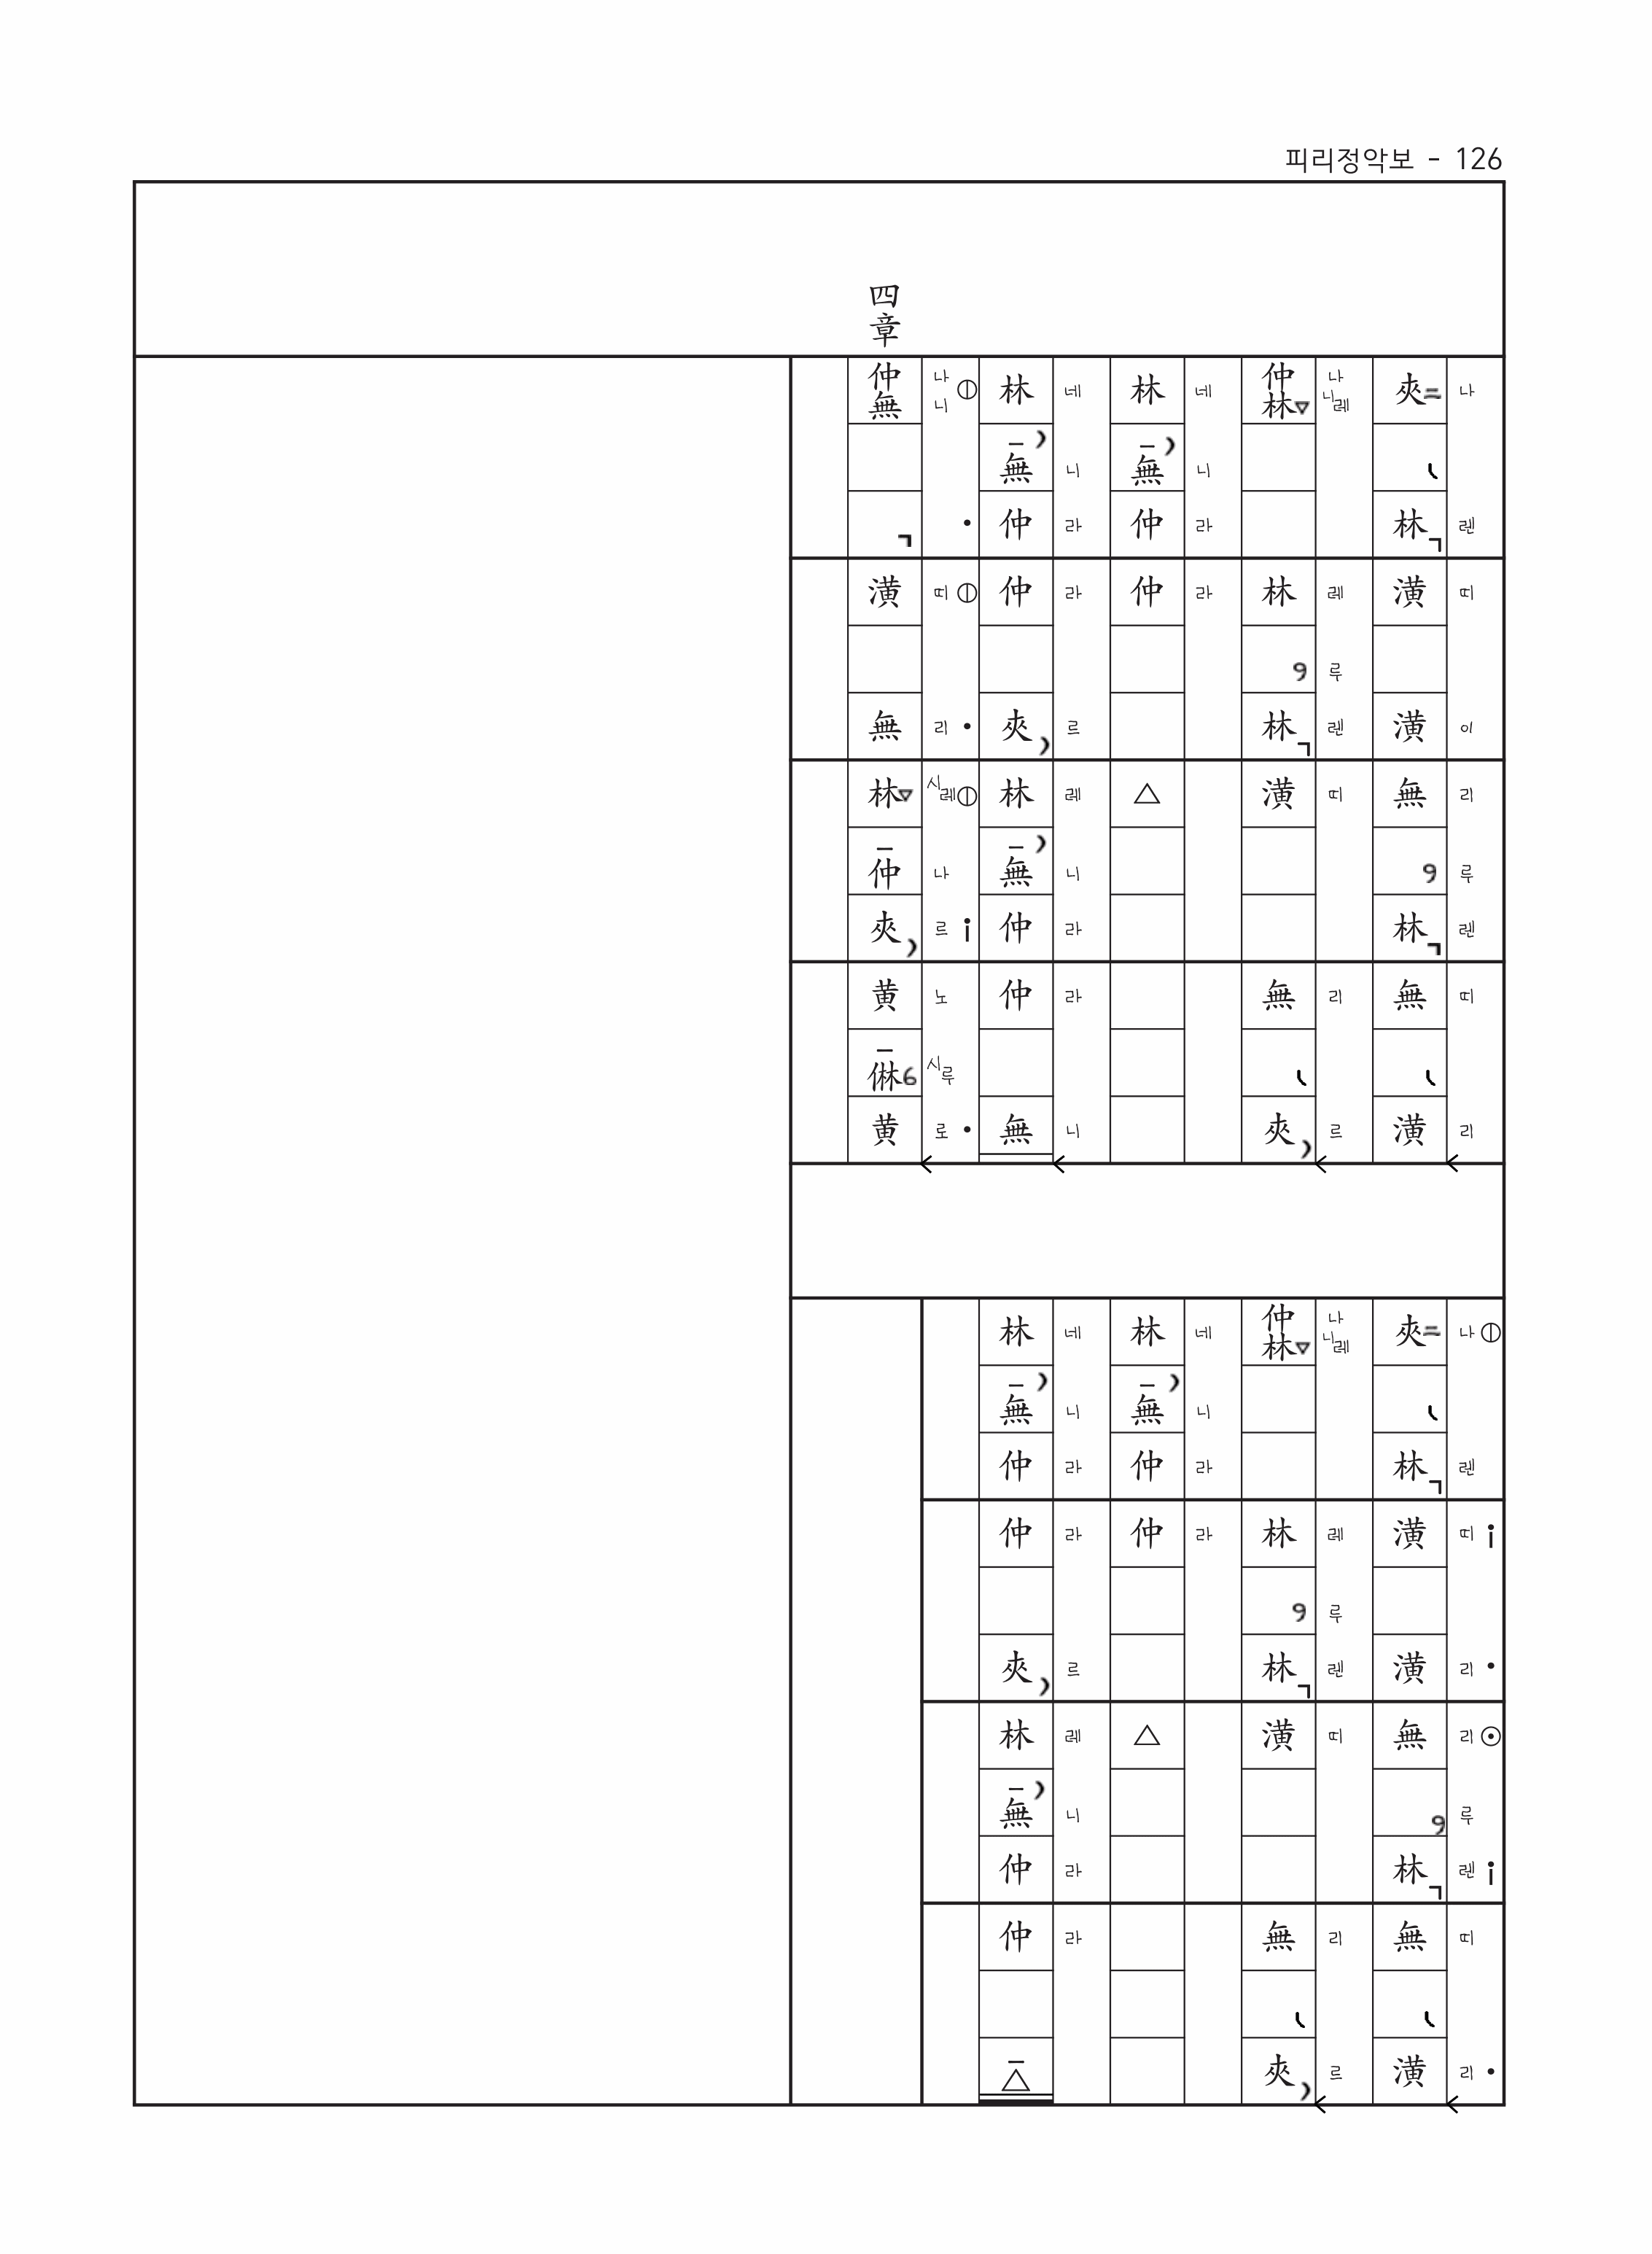 피리정악보 - 126
四章
夾 나
林 렌
潢 띠
潢 이
無 리
루
林 렌
無 띠
潢 리
仲 나
林 니레
林 레
루
林 렌
潢 띠
無 리
夾 르
林 네
無 니
仲 라
仲 라
林 네
無 니
仲 라
仲 라
夾 르
林 레
無 니
仲 라
仲 라
無 니
仲 나
無 니
潢 띠
無 리
林 시레
仲 나
夾 르
黄 노
㑣 시루
黄 로
夾 나
林 렌
潢 띠
潢 리
無 리
루
林 렌
無 띠
潢 리
仲 나
林 니레
林 레
루
林 렌
潢 띠
無 리
夾 르
林 네
無 니
仲 라
仲 라
林 네
無 니
仲 라
仲 라
夾 르
林 레
無 니
仲 라
仲 라